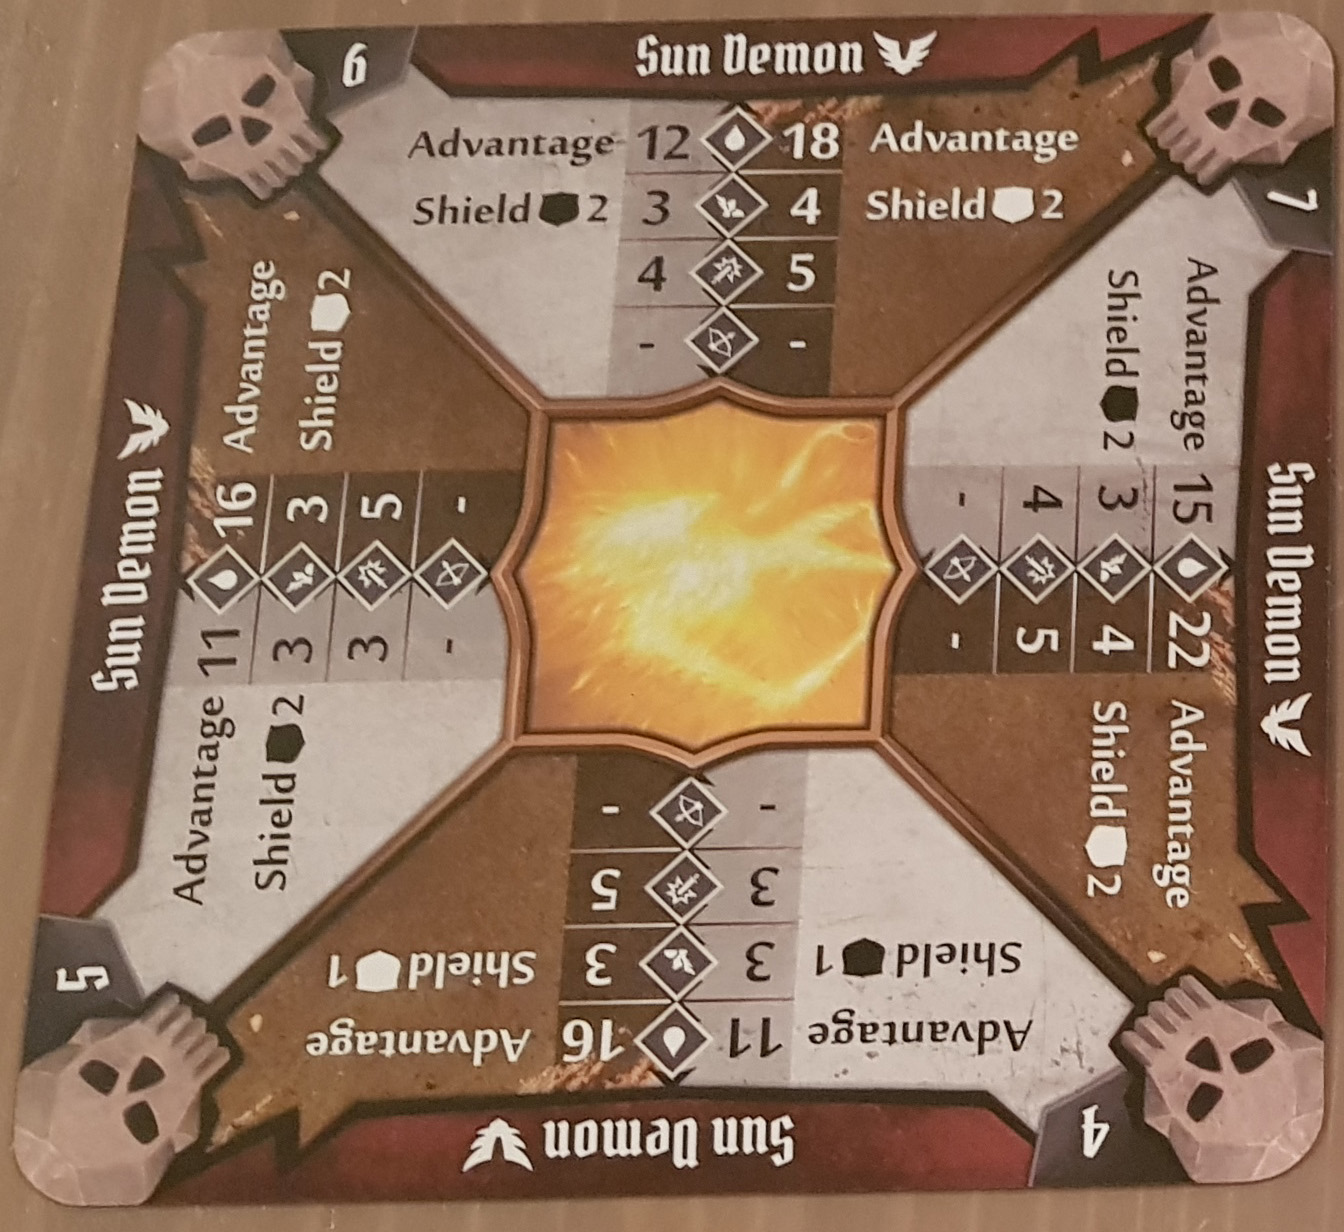 6
Sun Demon
Advantage 12 18 Advantage
Shield 2 3 4 Shield 2
4 5
- -
7
Sun Demon
Advantage 15 22 Advantage
Shield 2 3 4 Shield 2
4 5
- -
4
Sun Demon
Advantage 11 16 Advantage
Shield 1 3 3 Shield 1
3 5
- -
5
Sun Demon
Advantage 11 16 Advantage
Shield 2 3 3 Shield 2
3 5
- -